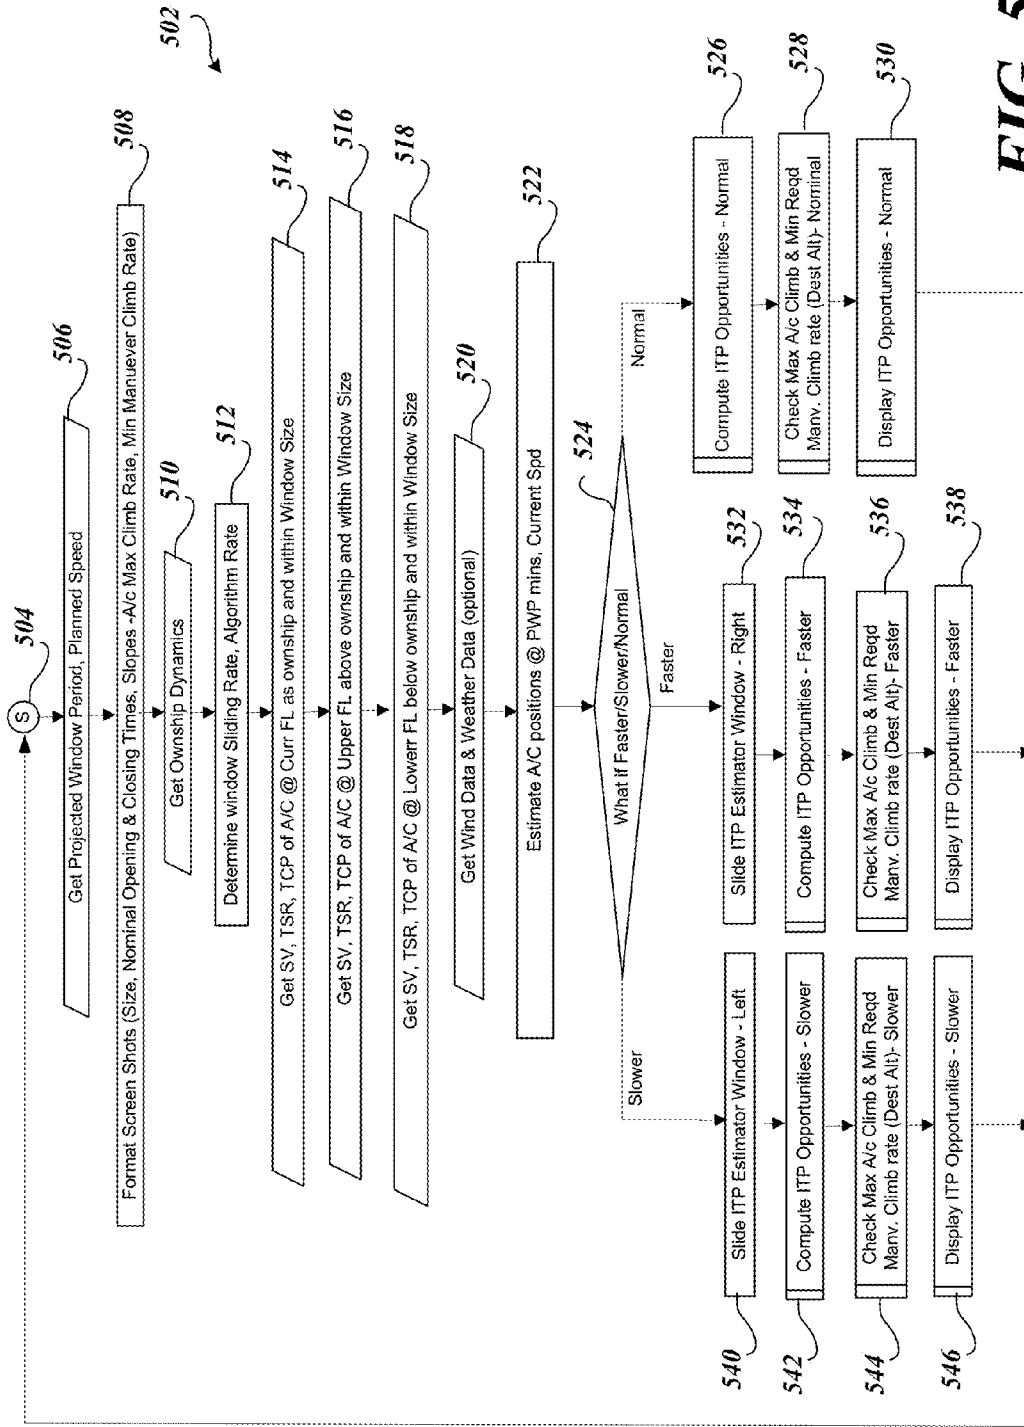 502
S
504
Get Projected Window Period, Planned Speed
506
Format Screen Shots (Size, Nominal Opening & Closing Times, Slopes -A/c Max Climb Rate, Min Manuever Climb Rate)
508
Get Ownship Dynamics
510
Determine window Sliding Rate, Algorithm Rate
512
Get SV, TSR, TCP of A/C @ Curr FL as ownship and within Window Size
514
Get SV, TSR, TCP of A/C @ Upper FL above ownship and within Window Size
516
Get SV, TSR, TCP of A/C @ Lowerr FL below ownship and within Window Size
518
Get Wind Data & Weather Data (optional)
520
Estimate A/C positions @ PWP mins, Current Spd
522
What if Faster/Slower/Normal
524
Slower
Faster
Normal
Compute ITP Opportunities - Normal
526
Check Max A/c Climb & Min Reqd
Manv. Climb rate (Dest Alt)- Nominal
528
Display ITP Opportunities - Normal
530
Slide ITP Estimator Window - Right
532
Compute ITP Opportunities - Faster
534
Check Max A/c Climb & Min Reqd
Manv. Climb rate (Dest Alt)- Faster
536
Display ITP Opportunities - Faster
538
Slide ITP Estimator Window - Left
540
Compute ITP Opportunities - Slower
542
Check Max A/c Climb & Min Reqd
Manv. Climb rate (Dest Alt)- Slower
544
Display ITP Opportunities - Slower
546
FIG. 5